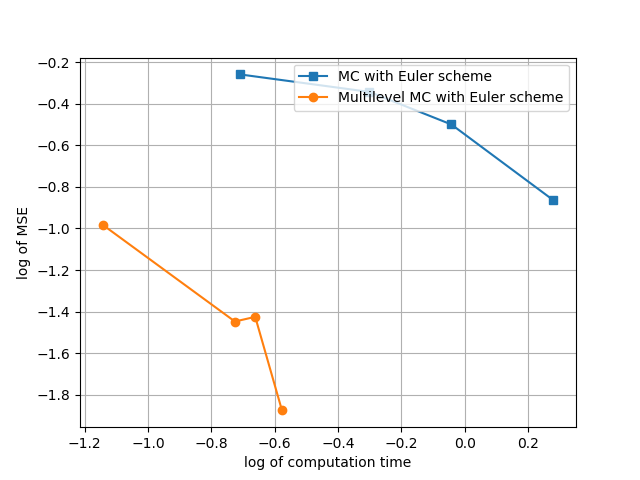 MC with Euler scheme
Multilevel MC with Euler scheme
log of MSE
−0.2
−0.4
−0.6
−0.8
−1.0
−1.2
−1.4
−1.6
−1.8
−1.2 −1.0 −0.8 −0.6 −0.4 −0.2 0.0 0.2
log of computation time